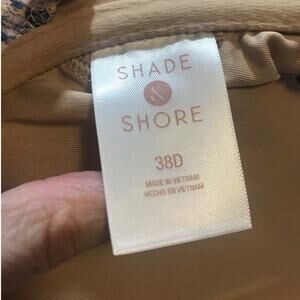 SHADE
&
SHORE
38D
MADE IN VIETNAM
HECHO EN VIETNAM